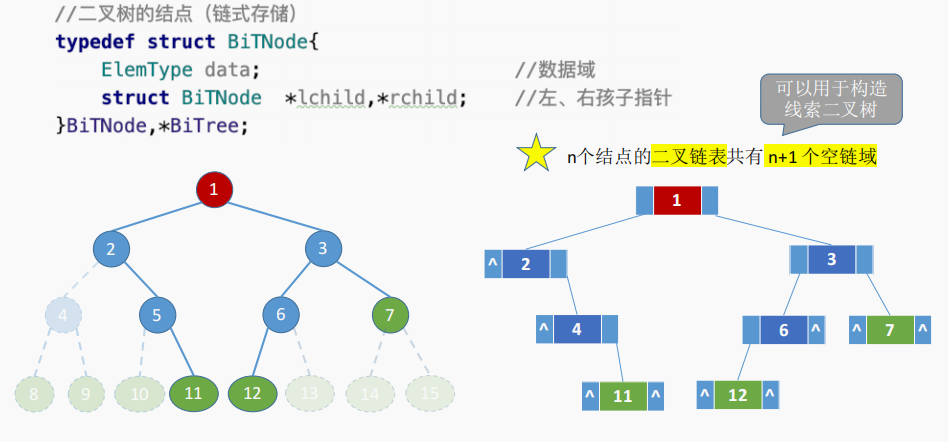 //二叉树的结点（链式存储）
typedef struct BiTNode{
ElemType data; //数据域
struct BiTNode *lchild,*rchild; //左、右孩子指针
}BiTNode,*BiTree;
可以用于构造
线索二叉树
n个结点的二叉链表共有 n+1 个空链域
1
2 3
4 5 6 7
8 9 10 11 12 13 14 15
1
^ 2 3
^ 4 6 ^ ^ 7 ^
^ 11 ^ ^ 12 ^